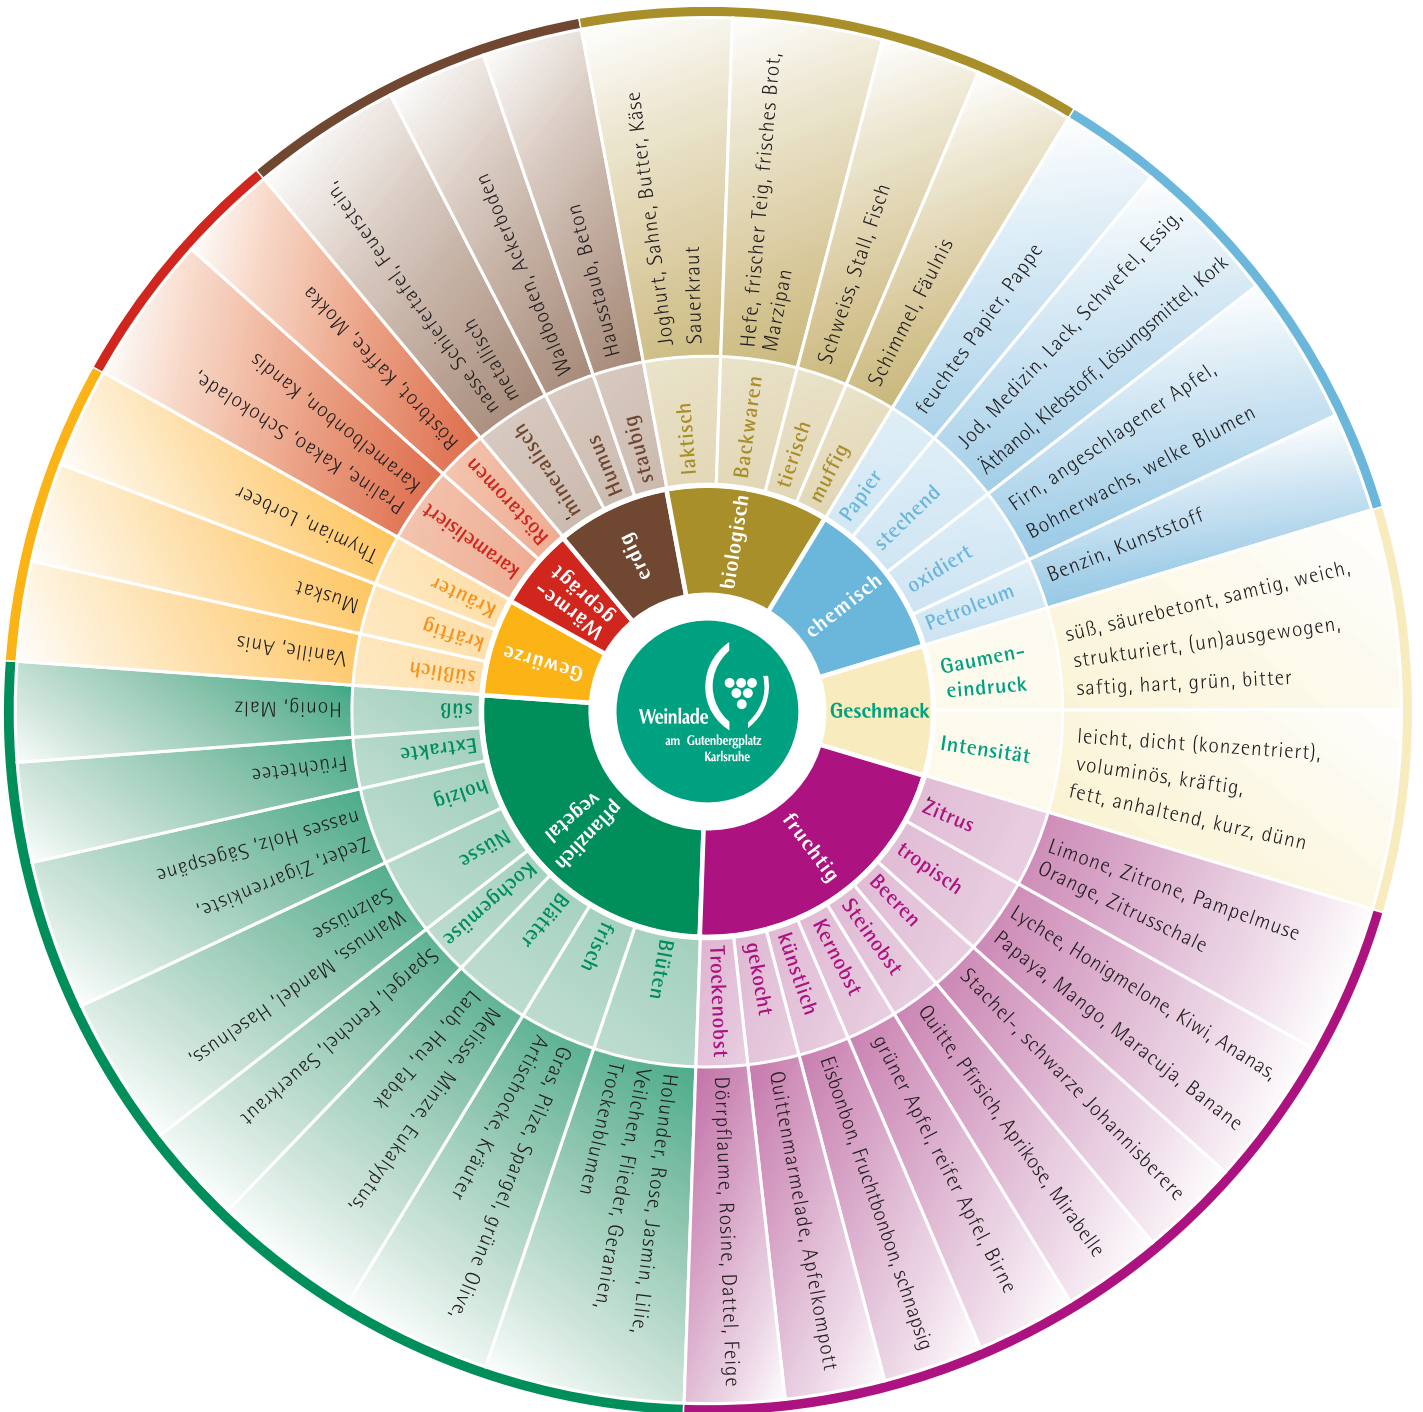 Weinlade
am Gutenbergplatz
Karlsruhe
biologisch
laktisch
Joghurt, Sahne, Butter, Käse
Sauerkraut
Backwaren
Hefe, frischer Teig, frisches Brot,
Marzipan
tierisch
Schweiss, Stall, Fisch
muffig
Schimmel, Fäulnis
chemisch
Papier
feuchtes Papier, Pappe
stechend
Jod, Medizin, Lack, Schwefel, Essig,
Äthanol, Klebstoff, Lösungsmittel, Kork
oxidiert
Firn, angeschlagener Apfel,
Bohnerwachs, welke Blumen
Petroleum
Benzin, Kunststoff
Geschmack
Gaumen-
eindruck
süß, säurebetont, samtig, weich,
strukturiert, (un)ausgewogen,
saftig, hart, grün, bitter
Intensität
leicht, dicht (konzentriert),
voluminös, kräftig,
fett, anhaltend, kurz, dünn
fruchtig
Zitrus
Limone, Zitrone, Pampelmuse
Orange, Zitrusschale
tropisch
Lychee, Honigmelone, Kiwi, Ananas,
Papaya, Mango, Maracuja, Banane
Beeren
Stachel-, schwarze Johannisberere
Steinobst
Quitte, Pfirsich, Aprikose, Mirabelle
Kernobst
grüner Apfel, reifer Apfel, Birne
künstlich
Eisbonbon, Fruchtbonbon, schnapsig
gekocht
Quittenmarmelade, Apfelkompott
Trockenobst
Dörrpflaume, Rosine, Dattel, Feige
pflanzlich
vegetal
Blüten
Holunder, Rose, Jasmin, Lilie,
Veilchen, Flieder, Geranien,
Trockenblumen
frisch
Gras, Pilze, Spargel, grüne Olive,
Artischocke, Kräuter
Blätter
Melisse, Minze, Eukalyptus,
Laub, Heu, Tabak
Kochgemüse
Spargel, Fenchel, Sauerkraut
Nüsse
Walnuss, Mandel, Haselnuss,
Salznüsse
holzig
Zeder, Zigarrenkiste,
nasses Holz, Sägespäne
Extrakte
Früchtetee
süß
Honig, Malz
Gewürze
süßlich
Vanille, Anis
kräftig
Muskat
Kräuter
Thymian, Lorbeer
Wärme-
geprägt
karamelisiert
Praline, Kakao, Schokolade,
Karamelbonbon, Kandis
Röstaromen
Röstbrot, Kaffee, Mokka
erdig
'mineralisch
nasse Schiefertafel, Feuerstein,
metallisch
Humus
Waldboden, Ackerboden
staubig
Hausstaub, Beton